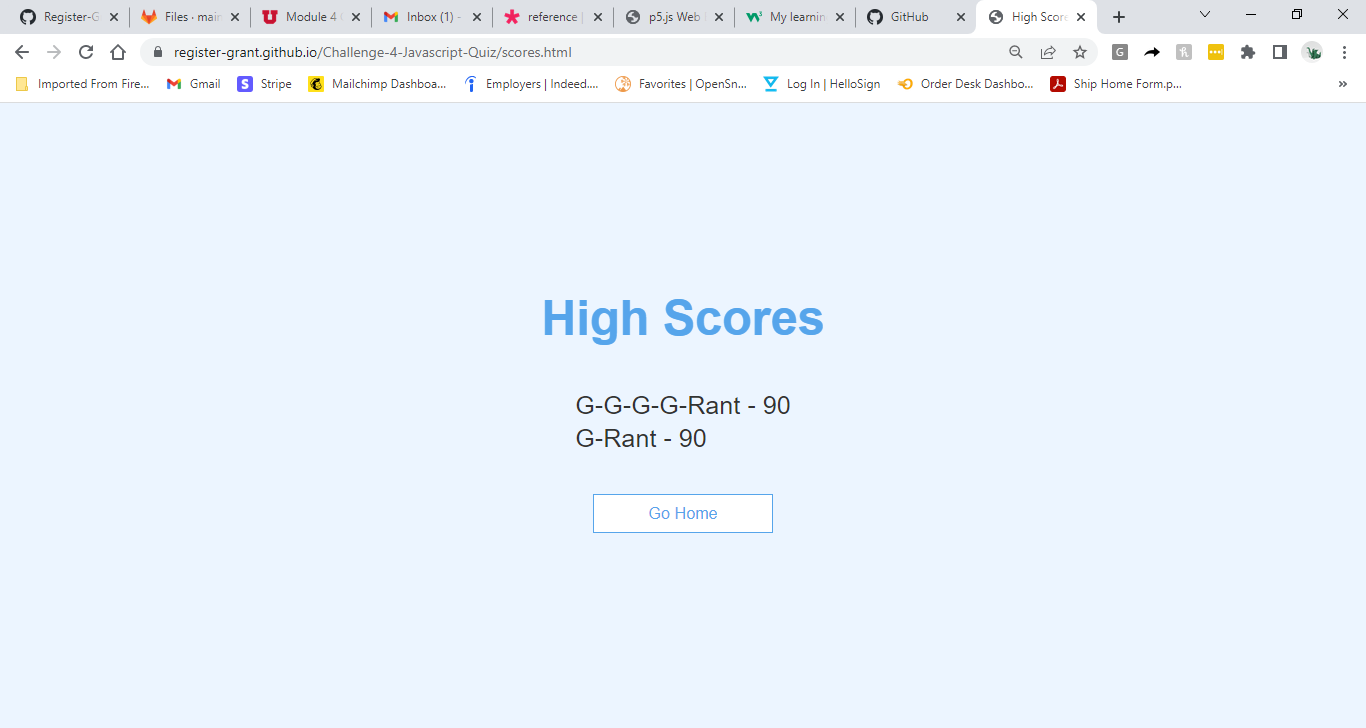 Register-G
Files · main
Module 4
Inbox (1) -
reference
p5.js Web
My learnin
GitHub
High Score
register-grant.github.io/Challenge-4-Javascript-Quiz/scores.html
Imported From Fire...
Gmail
Stripe
Mailchimp Dashboa...
Employers | Indeed....
Favorites | OpenSn...
Log In | HelloSign
Order Desk Dashbo...
Ship Home Form.p...
High Scores
G-G-G-G-Rant - 90
G-Rant - 90
Go Home